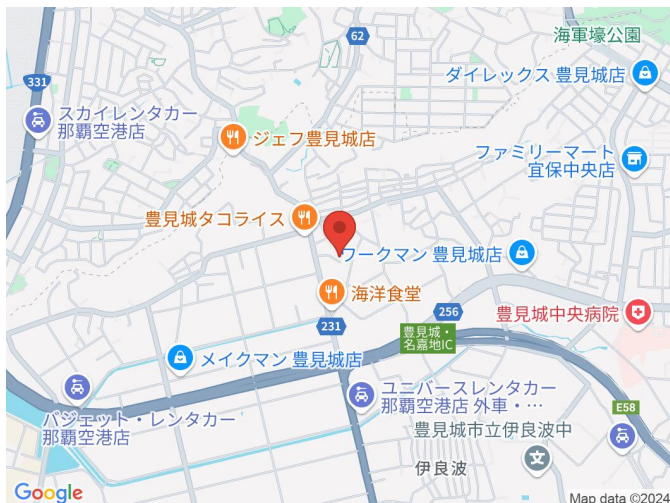 海軍壕公園
62
ダイレックス 豊見城店
331
スカイレンタカー
那覇空港店
ジェフ豊見城店
ファミリーマート
宜保中央店
豊見城タコライス
ワークマン 豊見城店
海洋食堂
256
豊見城中央病院
231
豊見城・
名嘉地IC
メイクマン 豊見城店
ユニバースレンタカー
那覇空港店 外車・…
バジェット・レンタカー
那覇空港店
E58
豊見城市立伊良波中
伊良波
Google
Map data ©2024